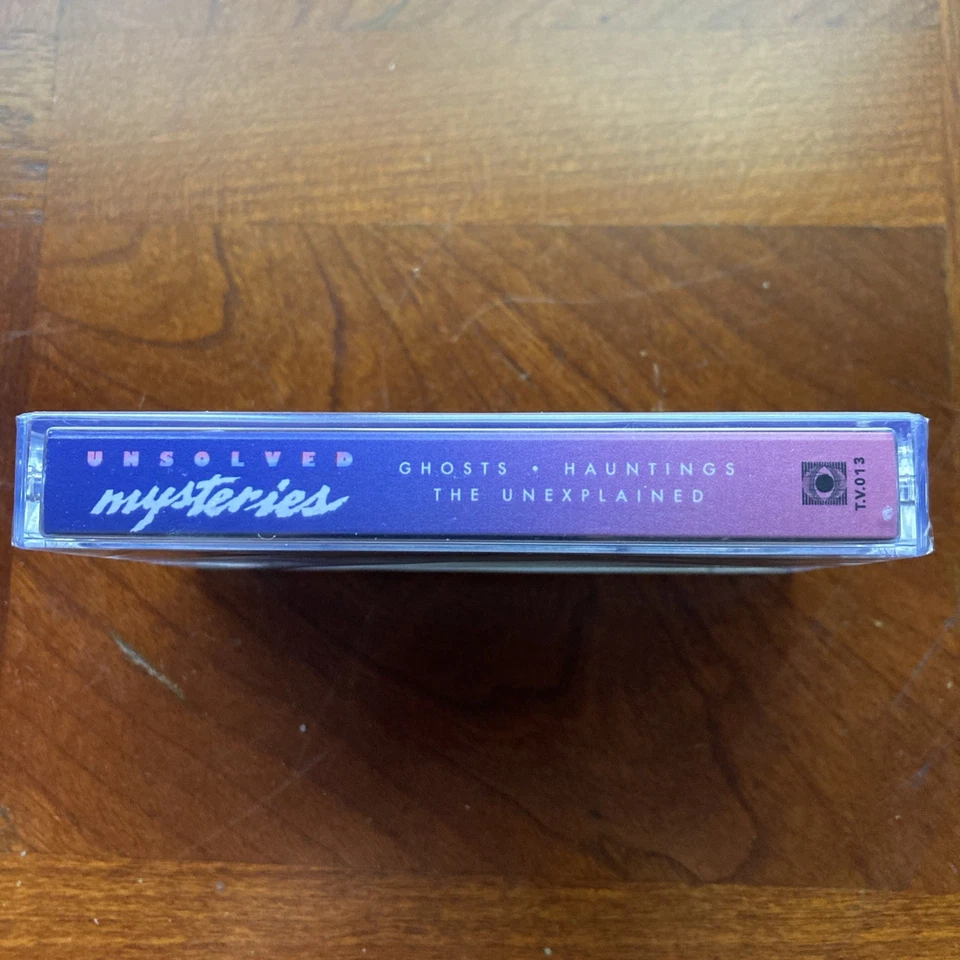 UNSOLVED
mysteries
GHOSTS • HAUNTINGS
THE UNEXPLAINED
T.V.013